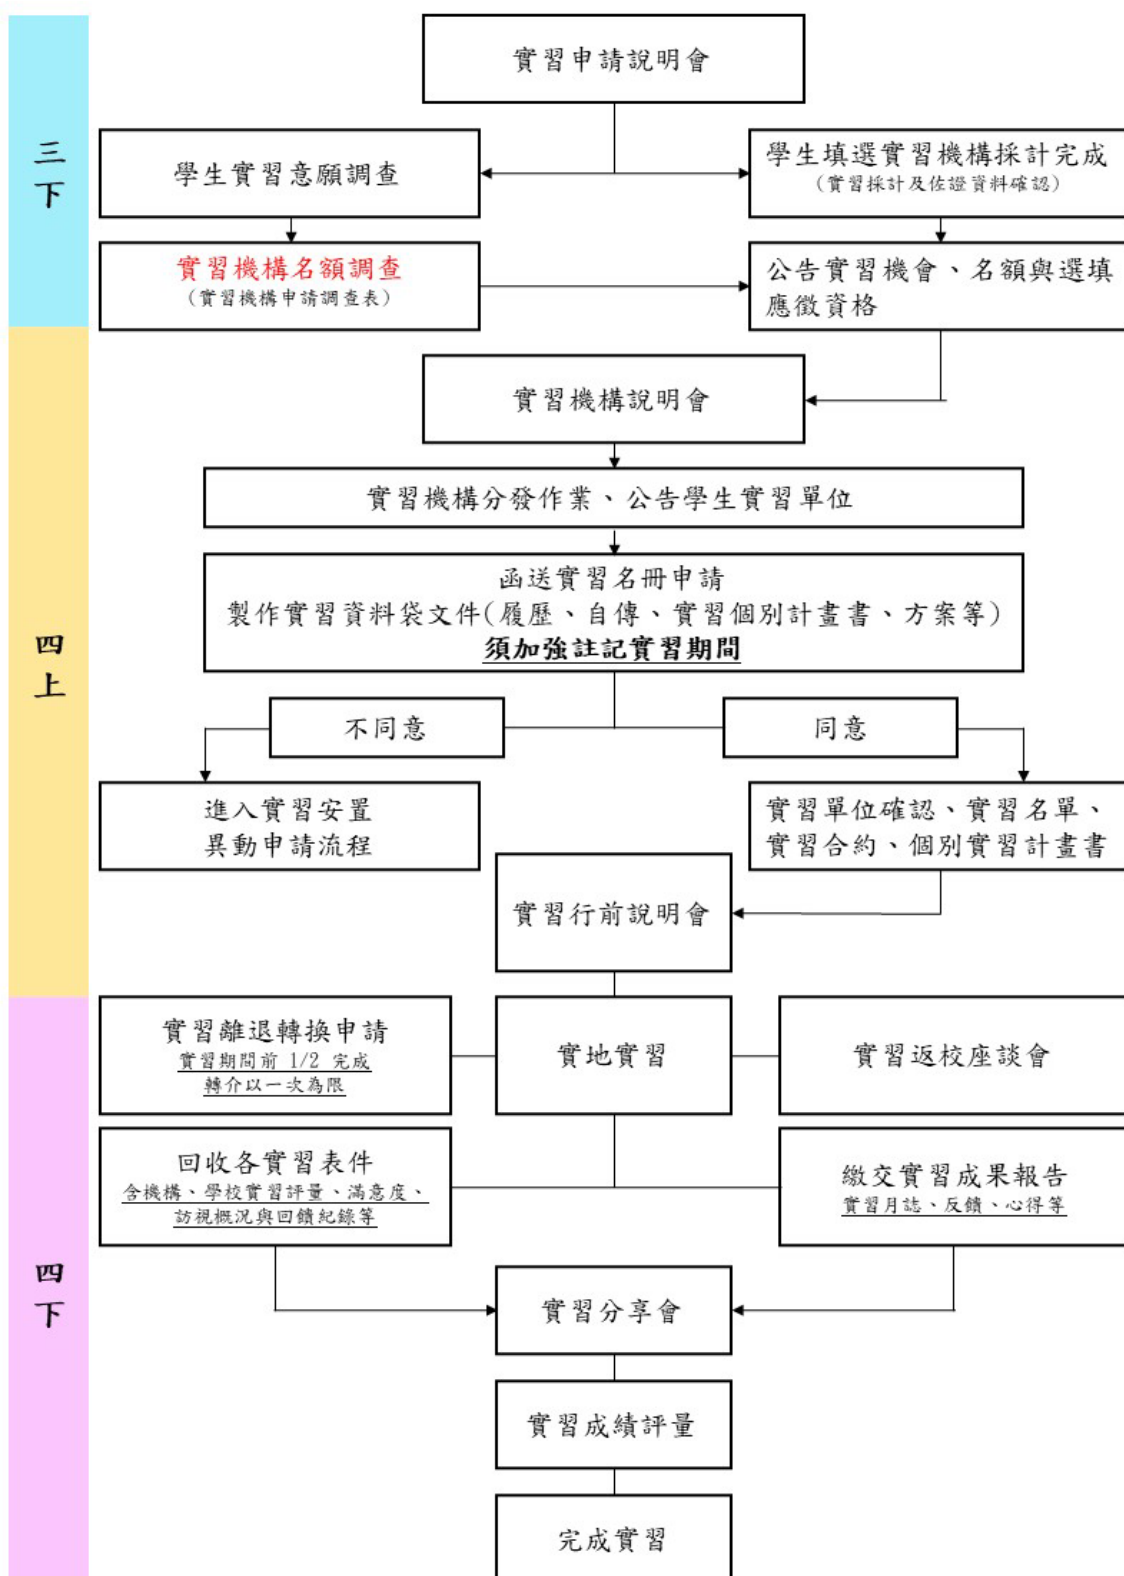 三
下
實習申請說明會
學生實習意願調查
學生填選實習機構採計完成
（實習採計及佐證資料確認）
實習機構名額調查
（實習機構申請調查表）
公告實習機會、名額與選填
應徵資格
四
上
實習機構說明會
實習機構分發作業、公告學生實習單位
函送實習名冊申請
製作實習資料袋文件(履歷、自傳、實習個別計畫書、方案等)
須加強註記實習期間
不同意
同意
進入實習安置
異動申請流程
實習單位確認、實習名單、
實習合約、個別實習計畫書
實習行前說明會
四
下
實習離退轉換申請
實習期間前 1/2 完成
轉介以一次為限
實地實習
實習返校座談會
回收各實習表件
含機構、學校實習評量、滿意度、
訪視概況與回饋紀錄等
繳交實習成果報告
實習月誌、反饋、心得等
實習分享會
實習成績評量
完成實習